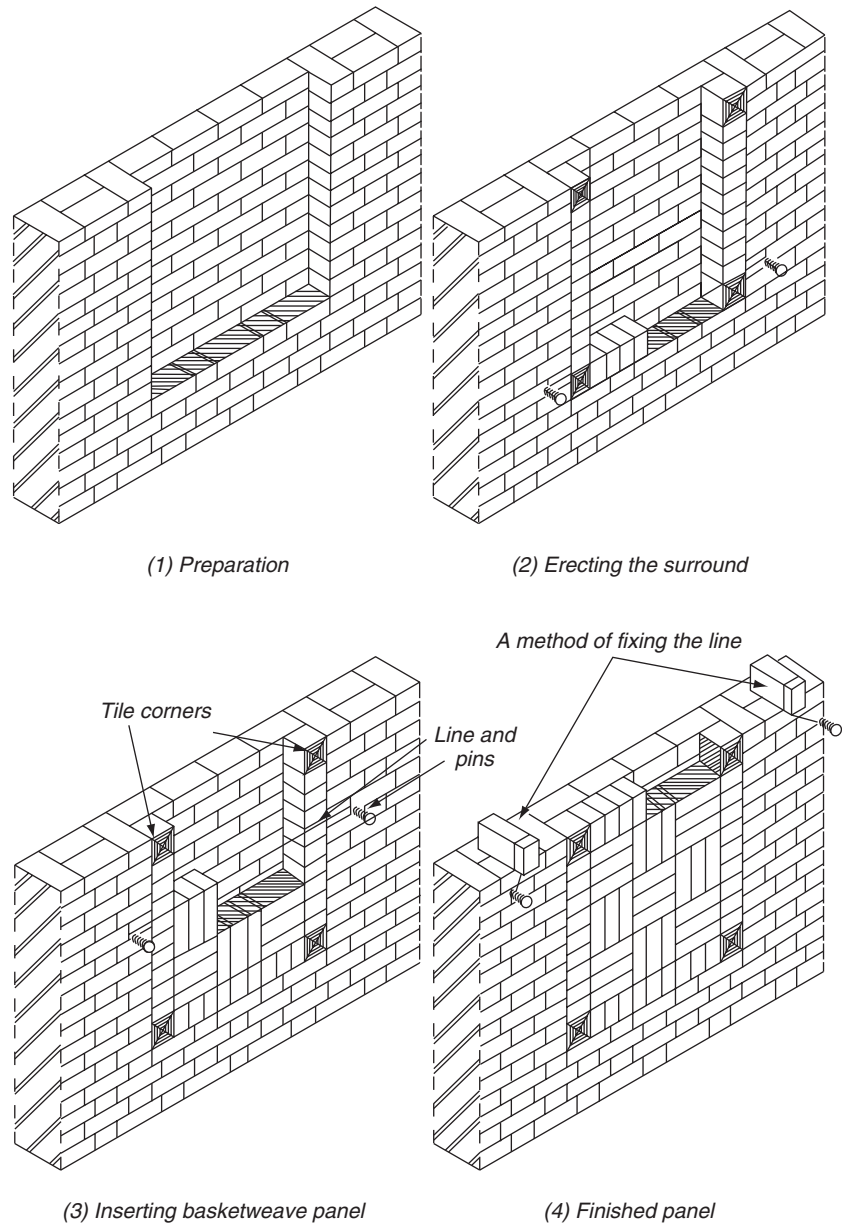 (1) Preparation
(2) Erecting the surround
Tile corners
Line and
pins
A method of fixing the line
(3) Inserting basketweave panel
(4) Finished panel